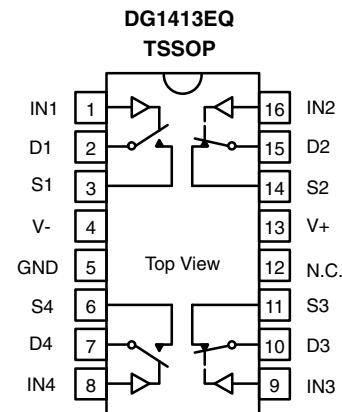 DG1413EQ
TSSOP
IN1 1 16 IN2
D1 2 15 D2
S1 3 14 S2
V- 4 13 V+
GND 5 Top View 12 N.C.
S4 6 11 S3
D4 7 10 D3
IN4 8 9 IN3